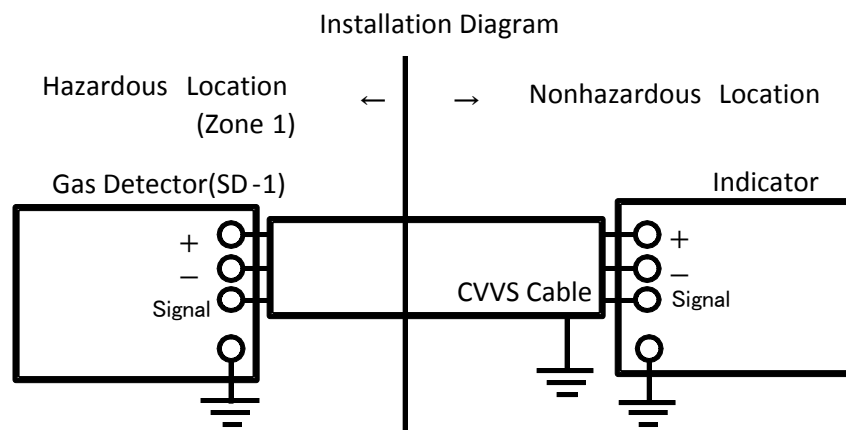 Installation Diagram
Hazardous Location
(Zone 1)
← →
Nonhazardous Location
Gas Detector(SD-1)
Indicator
+
−
Signal
CVVS Cable
+
−
Signal